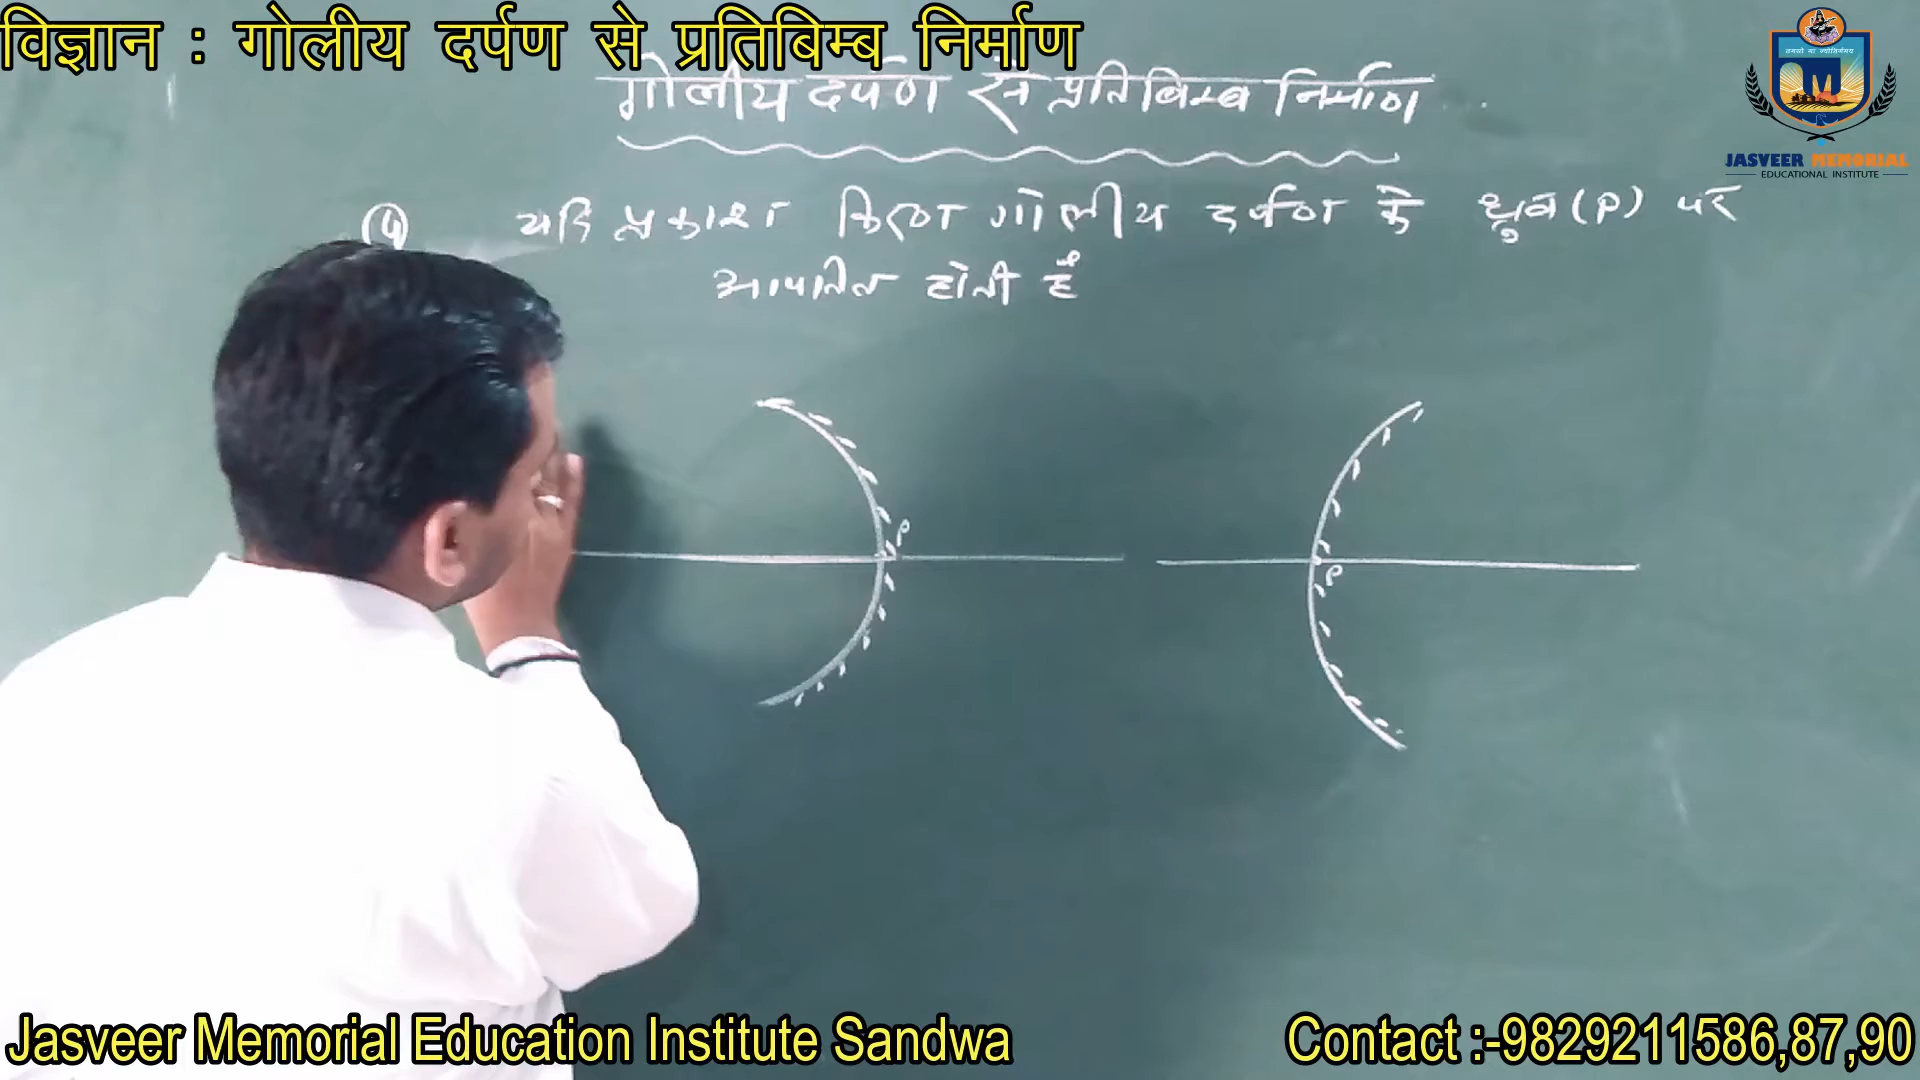 विज्ञान : गोलीय दर्पण से प्रतिबिम्ब निर्माण
गोलीय दर्पण से प्रतिबिम्ब निर्माण
JASVEER MEMORIAL
EDUCATIONAL INSTITUTE
यदि प्रकाश किरण गोलीय दर्पण के ध्रुव (P) पर
आपतित होती है
P
P
Jasveer Memorial Education Institute Sandwa
Contact :-9829211586,87,90